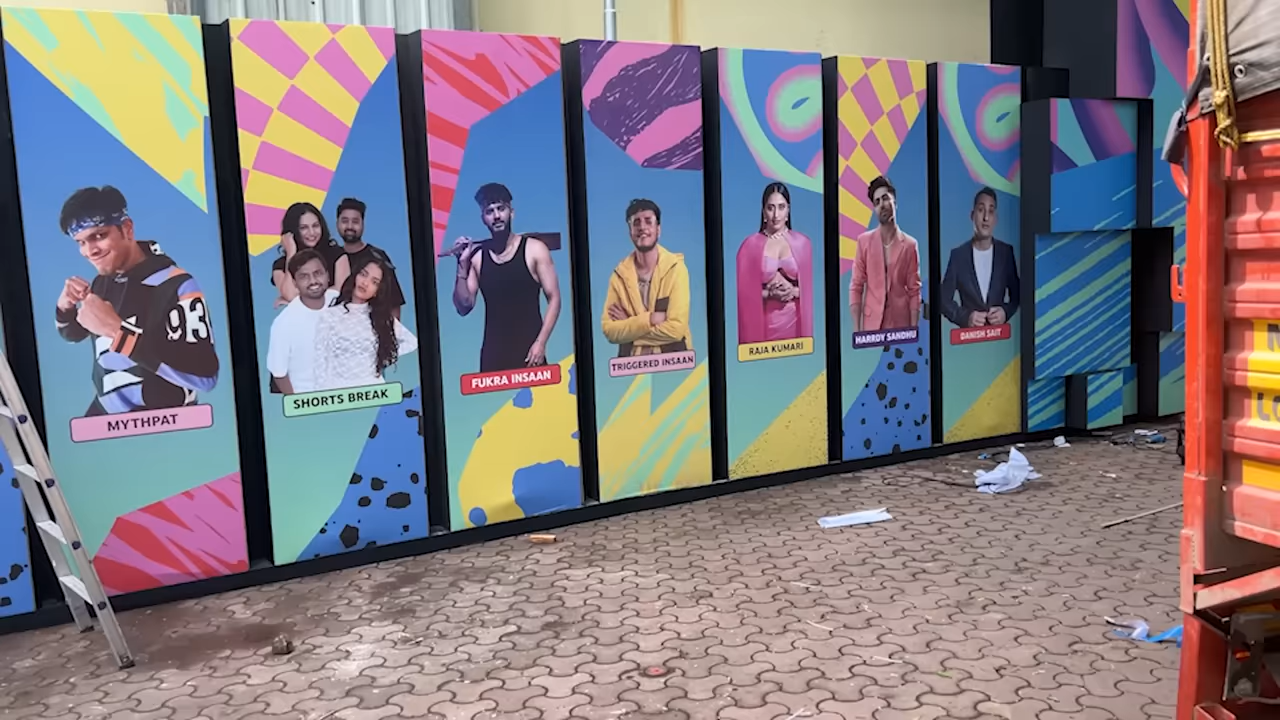 MYTHPAT
SHORTS BREAK
FUKRA INSAAN
TRIGGERED INSAAN
RAJA KUMARI
HARRDY SANDHU
DANISH SAIT
93